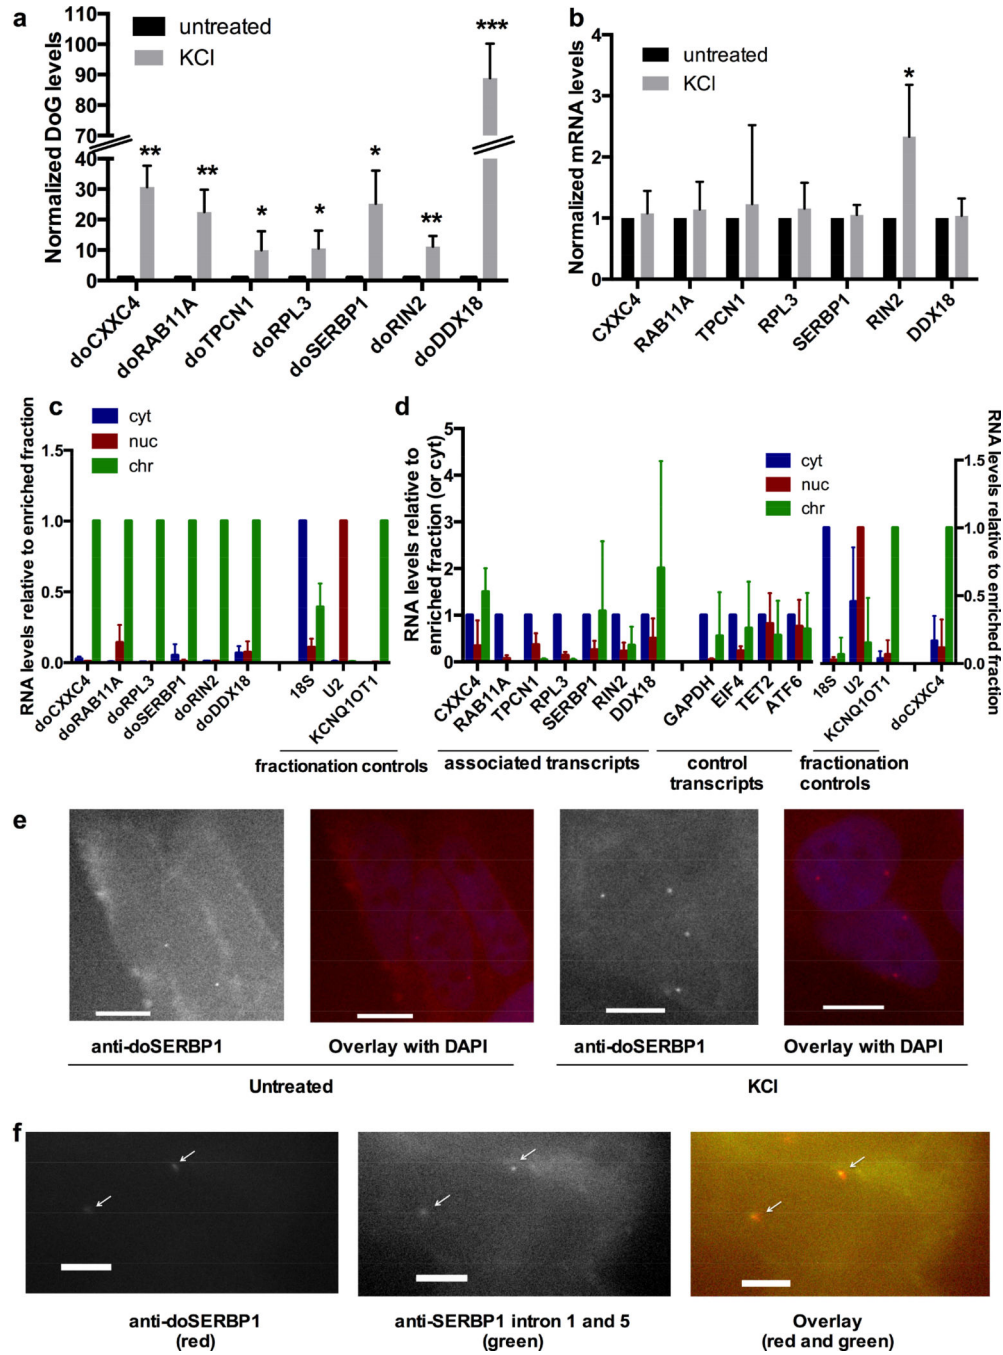 a
untreated
KCl
Normalized DoG levels
110
100
90
80
70
40
30
20
10
0
** ** * * * ** ***
doCXXC4 doRAB11A doTPCN1 doRPL3 doSERBP1 doRIN2 doDDX18
b
untreated
KCl
Normalized mRNA levels
4
3
2
1
0
*
CXXC4 RAB11A TPCN1 RPL3 SERBP1 RIN2 DDX18
c
cyt
nuc
chr
RNA levels relative to enriched fraction
1.5
1.0
0.5
0.0
doCXXC4 doRAB11A doRPL3 doSERBP1 doRIN2 doDDX18 18S U2 KCNQ1OT1
fractionation controls
d
cyt
nuc
chr
RNA levels relative to
enriched fraction (or cyt)
5
4
3
2
1
0
CXXC4 RAB11A TPCN1 RPL3 SERBP1 RIN2 DDX18 GAPDH EIF4 TET2 ATF6 18S U2 KCNQ1OT1 doCXXC4
associated transcripts
control
transcripts
fractionation
controls
1.5
1.0
0.5
0.0
RNA levels relative to
enriched fraction
e
anti-doSERBP1
Overlay with DAPI
anti-doSERBP1
Overlay with DAPI
Untreated
KCl
f
anti-doSERBP1
(red)
anti-SERBP1 intron 1 and 5
(green)
Overlay
(red and green)